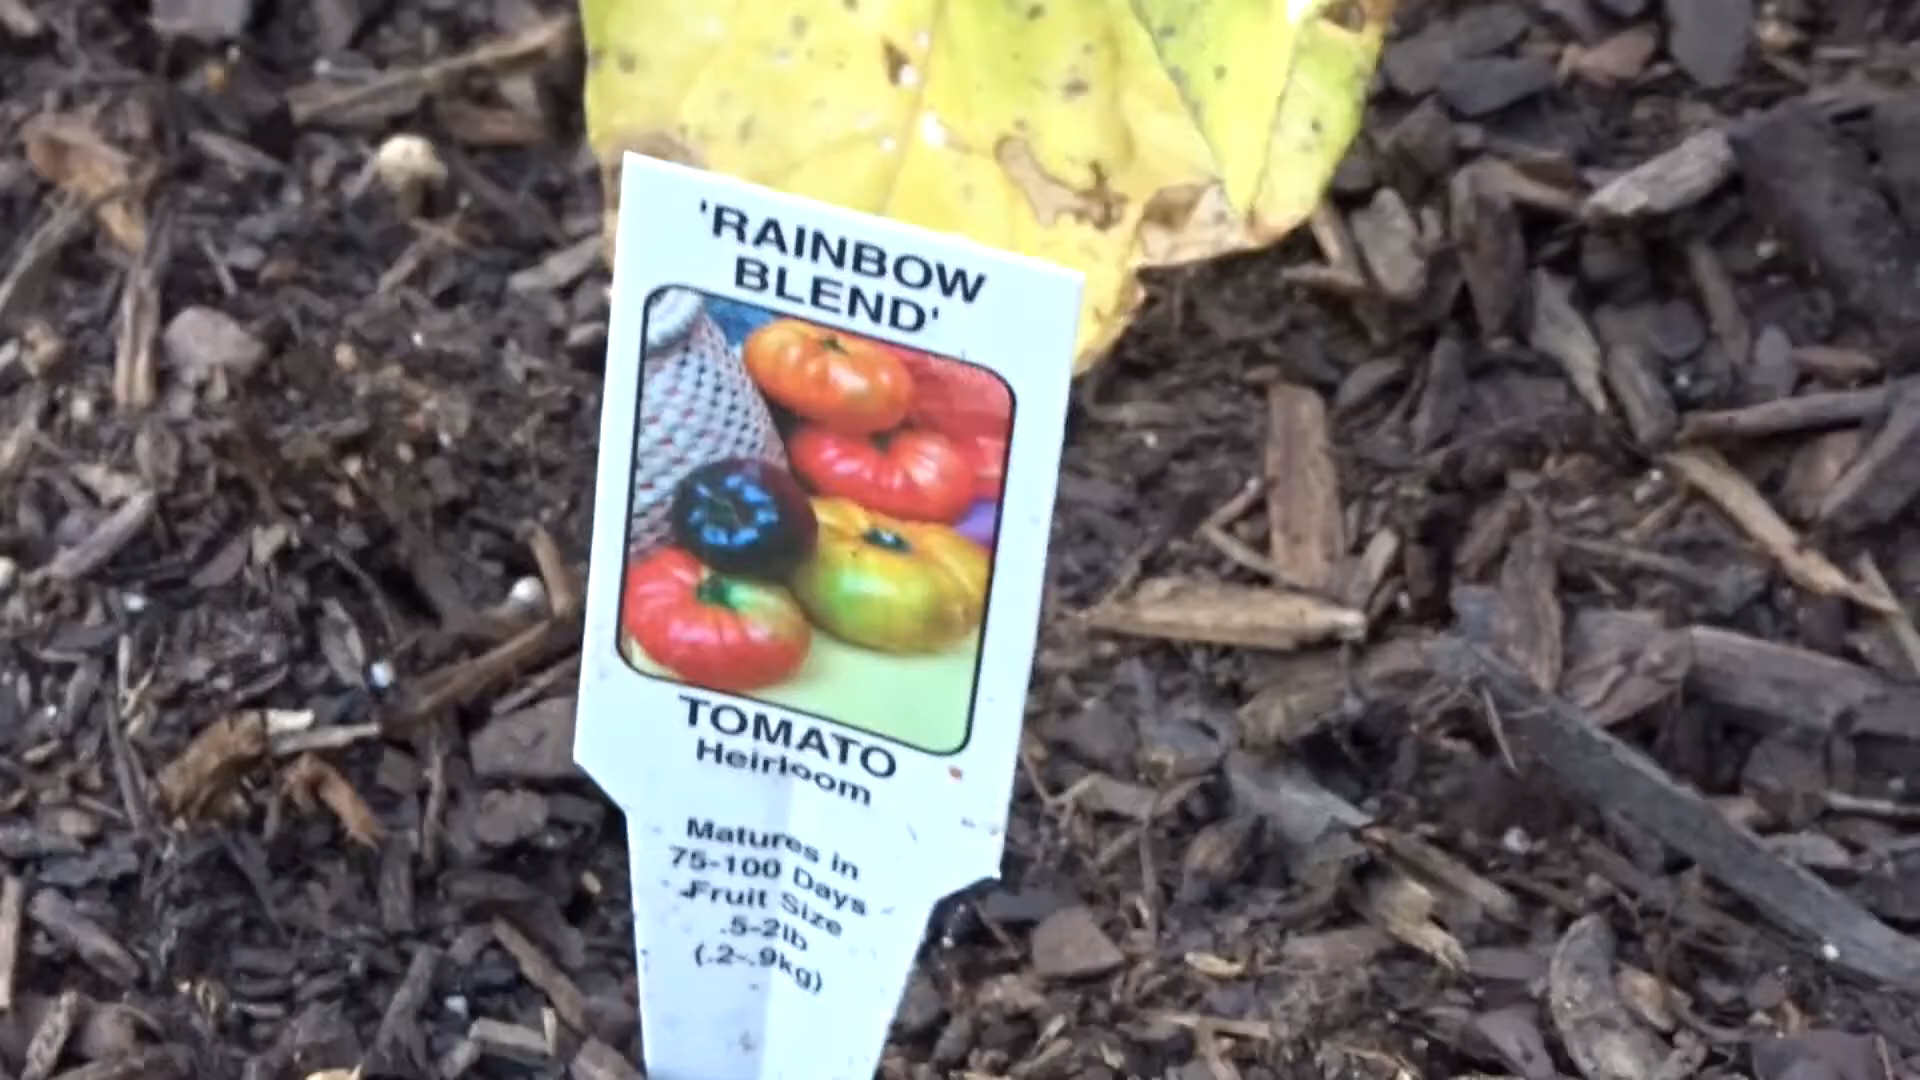 'RAINBOW
BLEND'
TOMATO
Heirloom
Matures in
75-100 Days
Fruit Size
.5-2lb
(.2-.9kg)